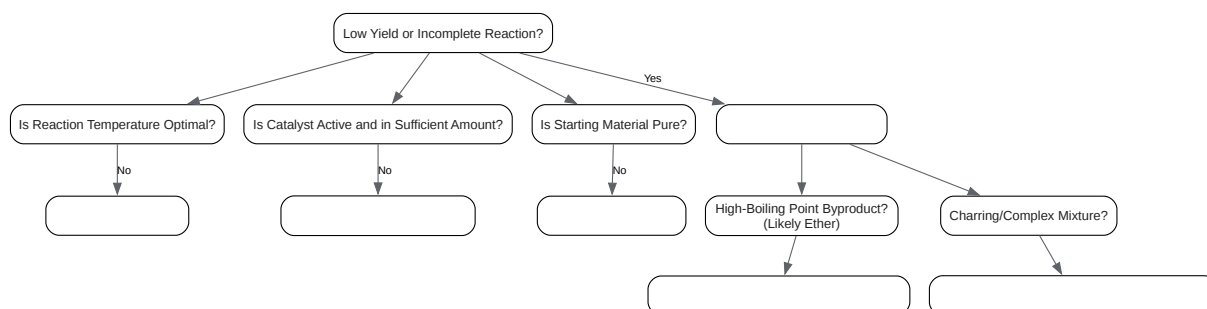 Low Yield or Incomplete Reaction?
Yes
Is Reaction Temperature Optimal?
Is Catalyst Active and in Sufficient Amount?
Is Starting Material Pure?
No
No
No
High-Boiling Point Byproduct?
(Likely Ether)
Charring/Complex Mixture?